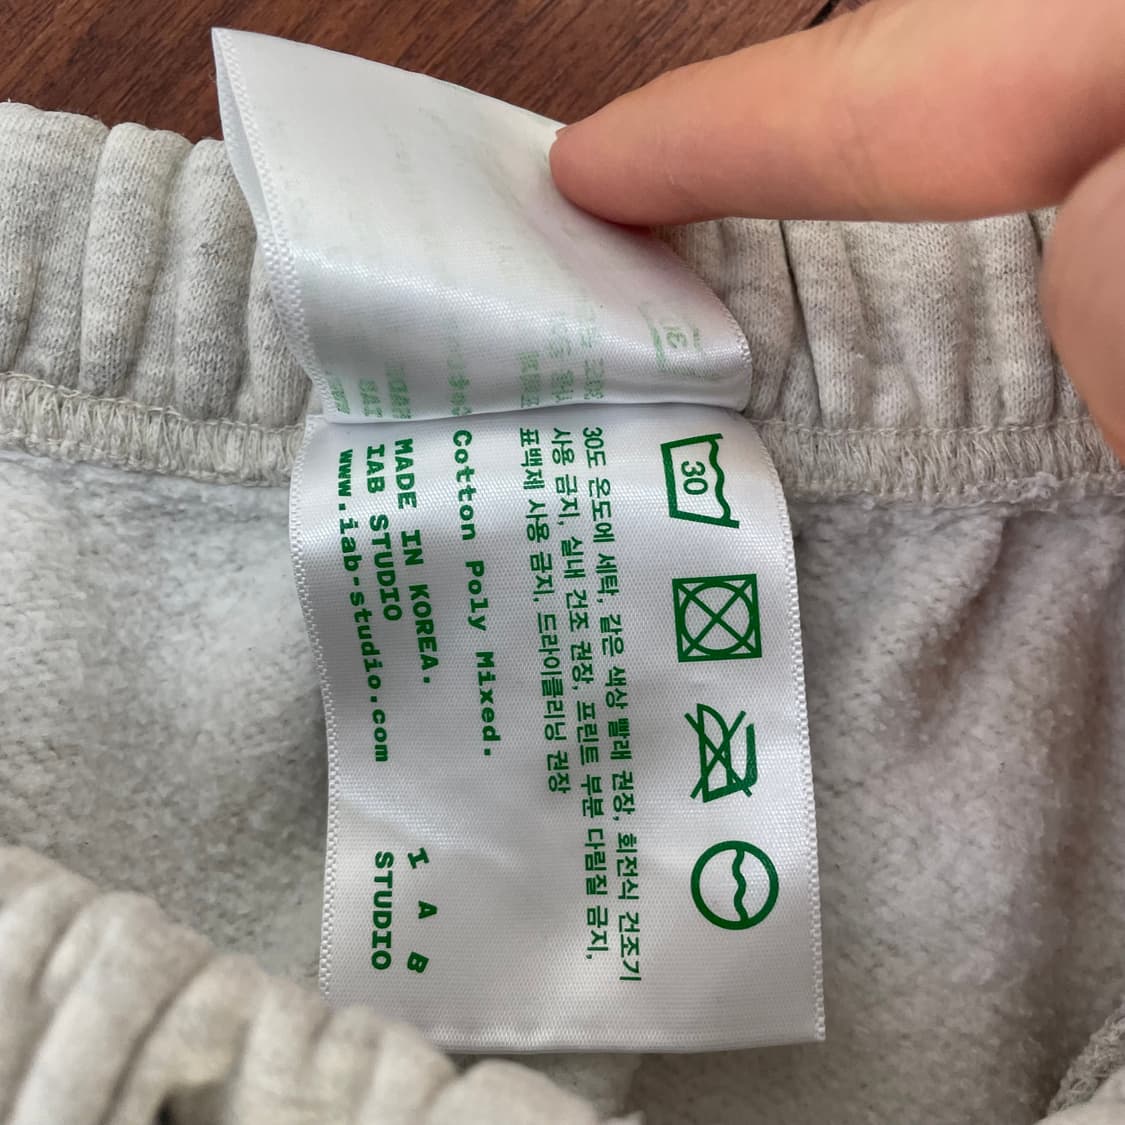 30
30도 온도에 세탁, 같은 색상 빨래 권장, 회전식 건조기
사용 금지, 실내 건조 권장, 프린트 부분 다림질 금지,
표백제 사용 금지, 드라이클리닝 권장
Cotton Poly Mixed.
MADE IN KOREA.
IAB STUDIO
www.iab-studio.com
I A B
STUDIO